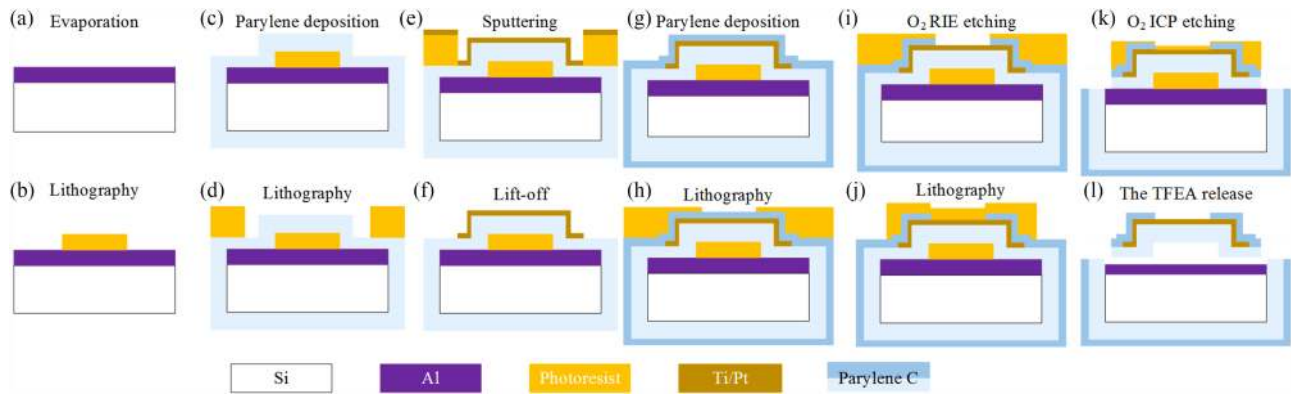 (a) Evaporation
(c) Parylene deposition
(e) Sputtering
(g) Parylene deposition
(i) O₂ RIE etching
(k) O₂ ICP etching
(b) Lithography
(d) Lithography
(f) Lift-off
(h) Lithography
(j) Lithography
(l) The TFEA release
Si
Al
Photoresist
Ti/Pt
Parylene C